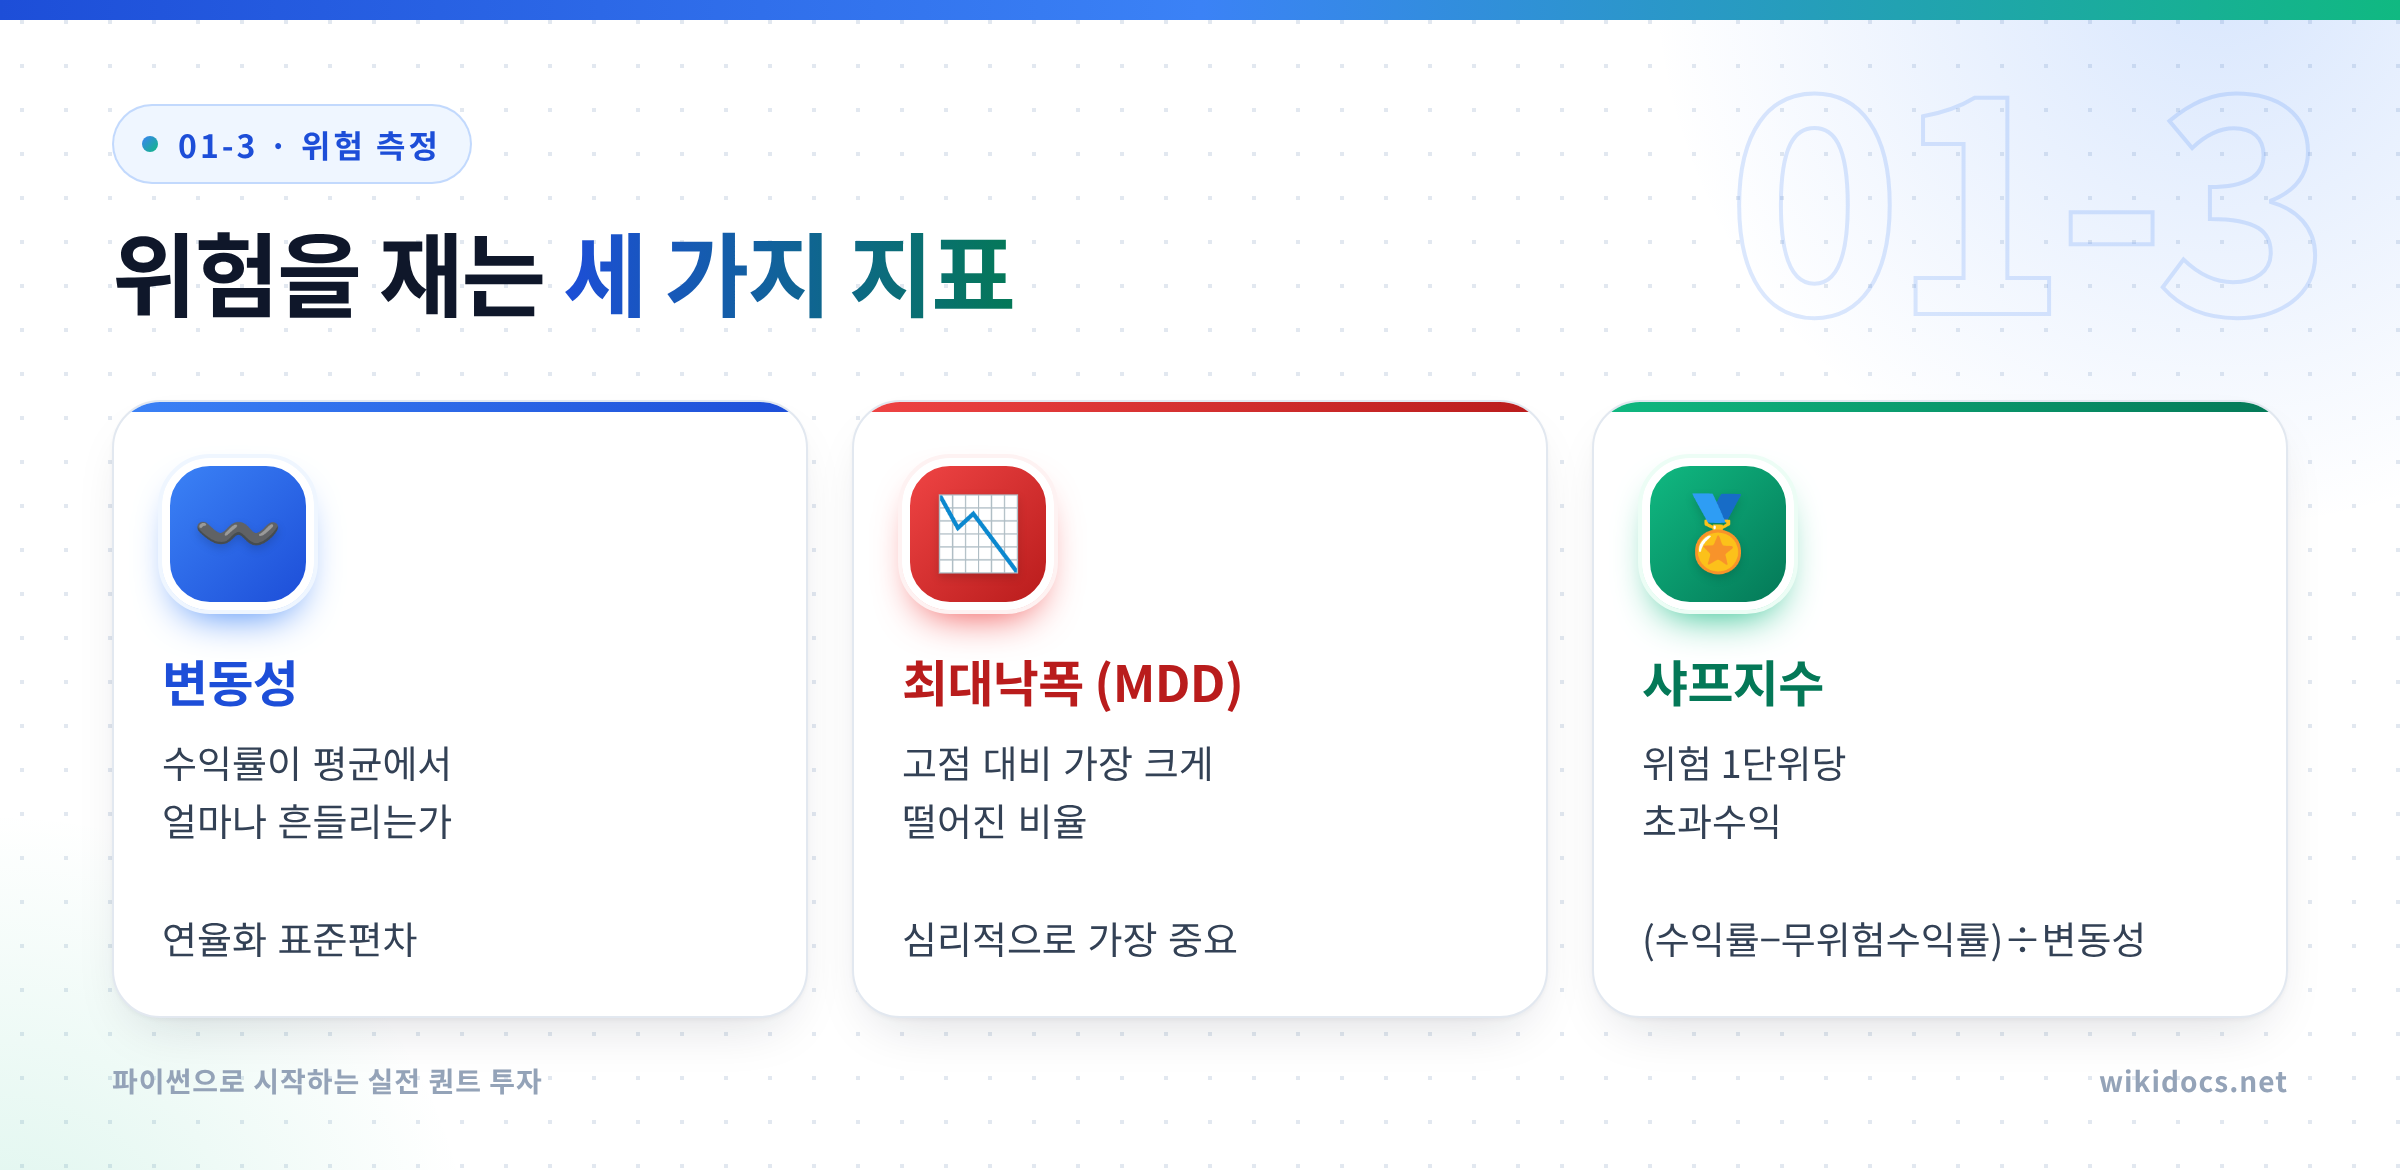 01-3 · 위험 측정
01-3
위험을 재는 세 가지 지표
변동성
수익률이 평균에서
얼마나 흔들리는가
연율화 표준편차
최대낙폭 (MDD)
고점 대비 가장 크게
떨어진 비율
심리적으로 가장 중요
샤프지수
위험 1단위당
초과수익
(수익률−무위험수익률)÷변동성
파이썬으로 시작하는 실전 퀀트 투자
wikidocs.net